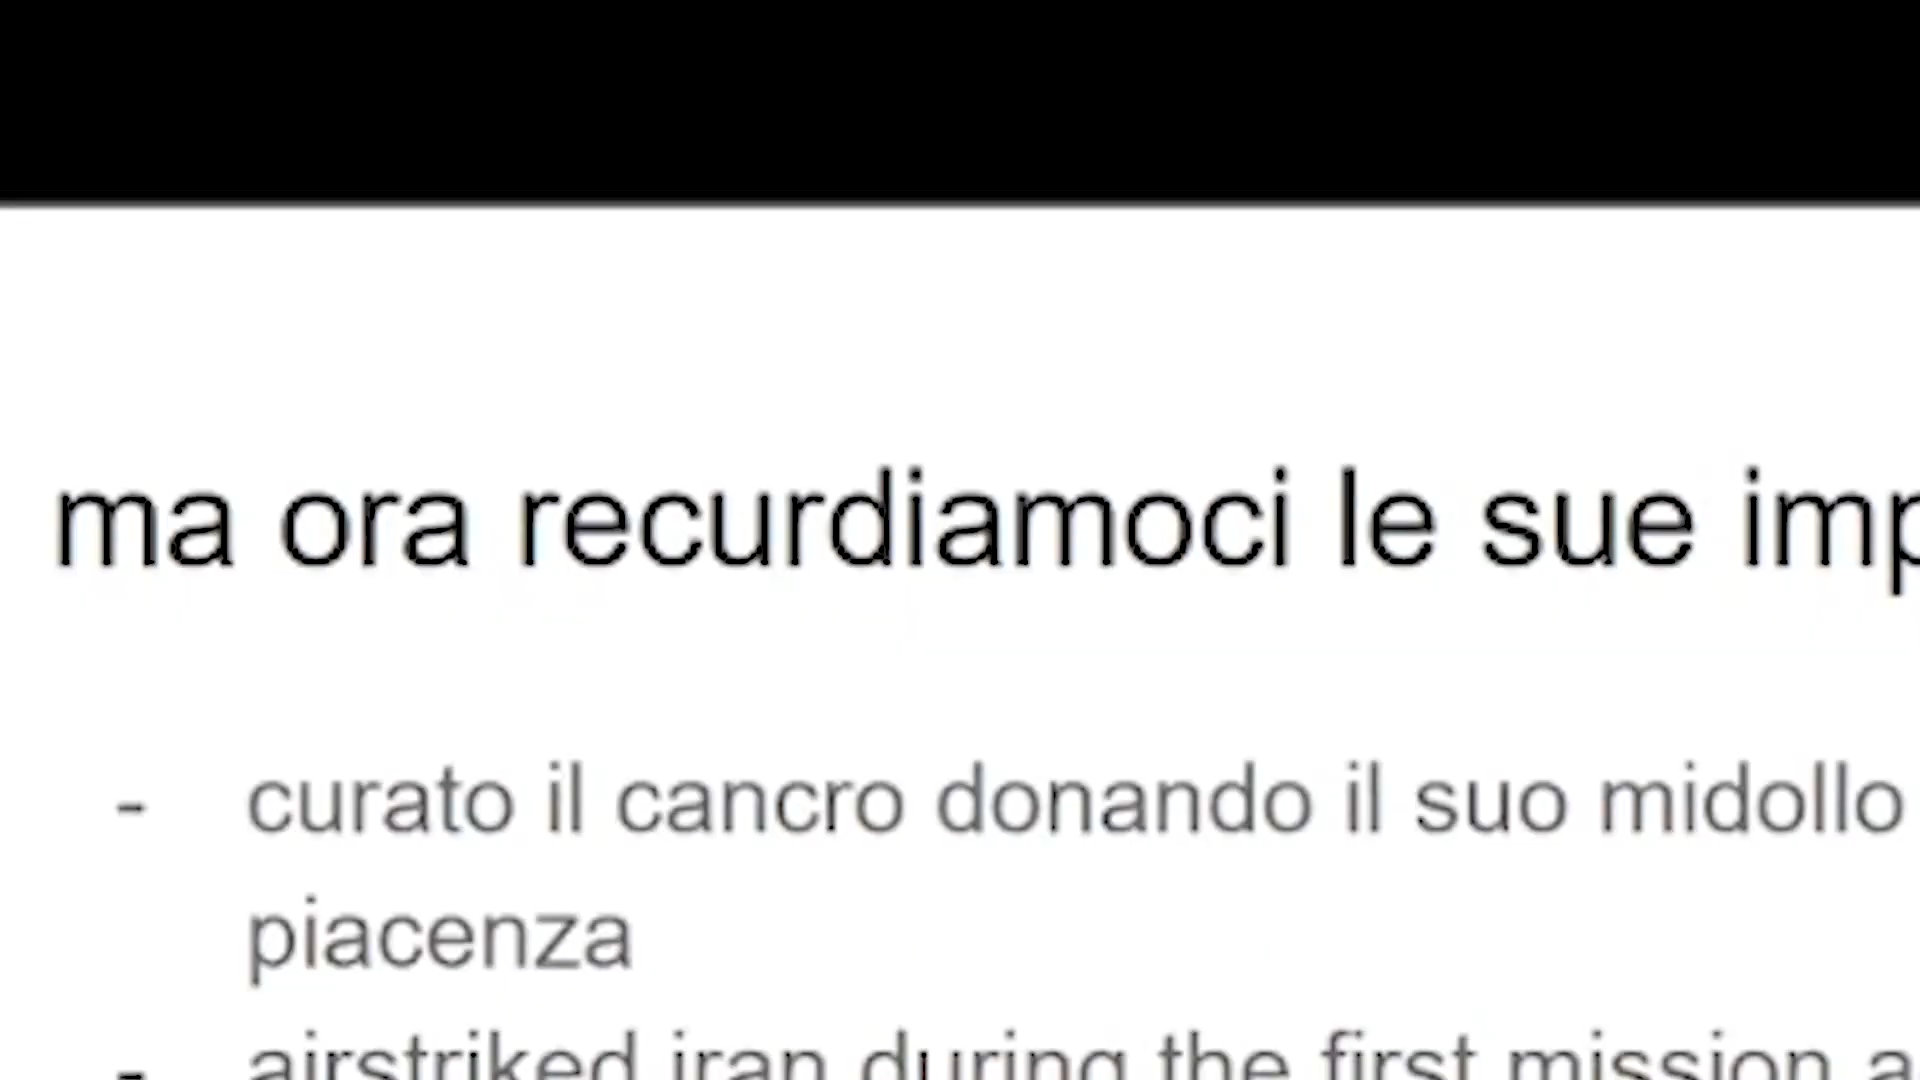 ma ora recurdiamoci le sue
- curato il cancro donando il suo midollo
piacenza
- airstriked iran during the first mission